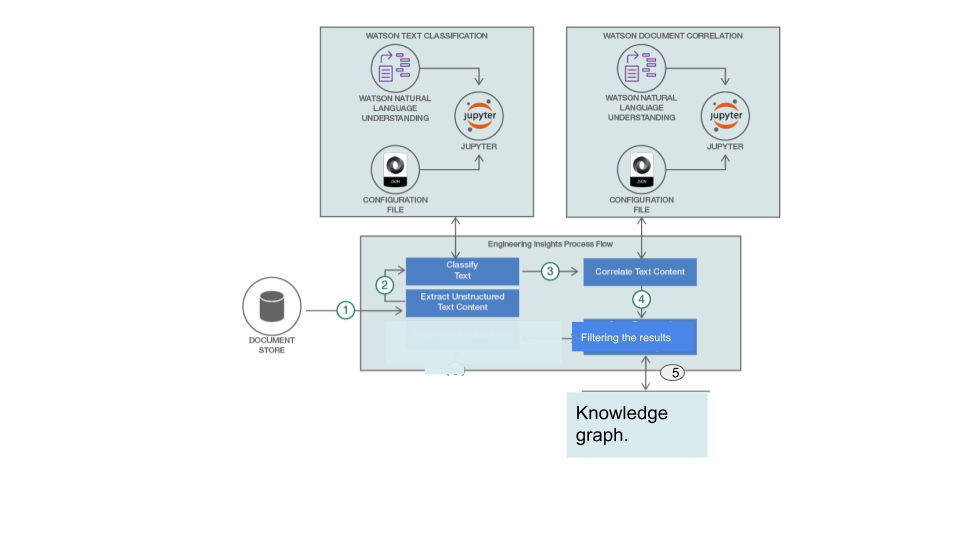 WATSON TEXT CLASSIFICATION
WATSON NATURAL
LANGUAGE
UNDERSTANDING
jupyter
JUPYTER
JSON
CONFIGURATION
FILE
WATSON DOCUMENT CORRELATION
WATSON NATURAL
LANGUAGE
UNDERSTANDING
jupyter
JUPYTER
JSON
CONFIGURATION
FILE
Engineering Insights Process Flow
Classify
Text
3
Correlate Text Content
2
Extract Unstructured
Text Content
4
1
DOCUMENT
STORE
Filtering the results
5
Knowledge
graph.